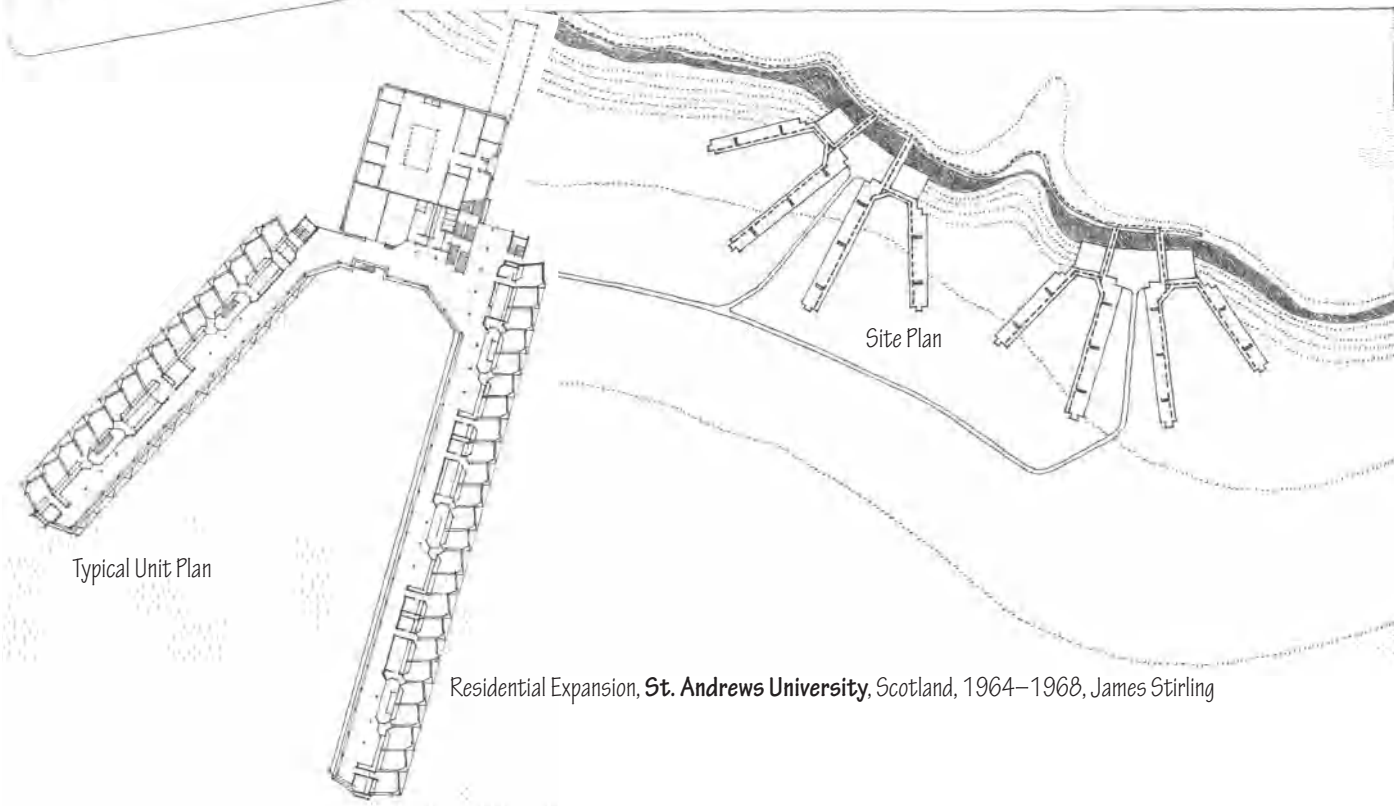 Site Plan
Typical Unit Plan
Residential Expansion, St. Andrews University, Scotland, 1964–1968, James Stirling